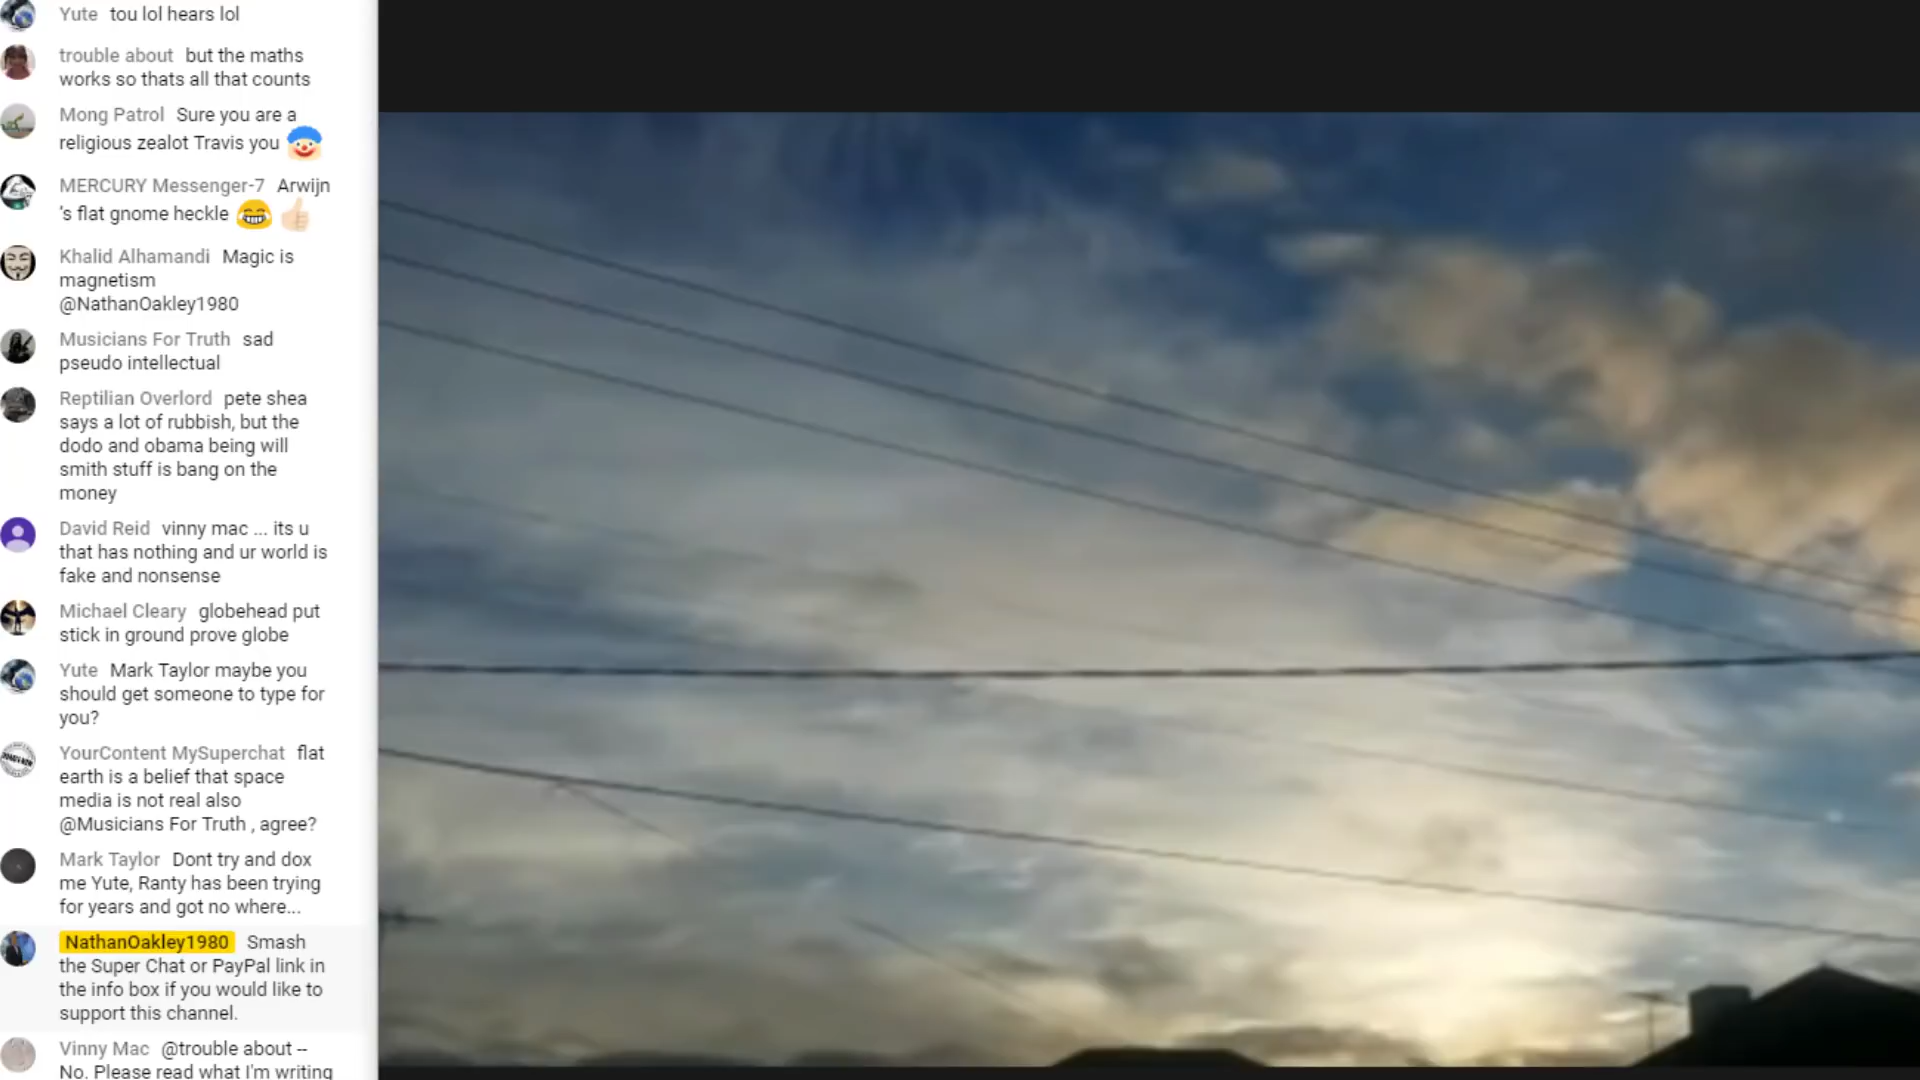 Yute tou lol hears lol
trouble about but the maths
works so thats all that counts
Mong Patrol Sure you are a
religious zealot Travis you
MERCURY Messenger-7 Arwijn
's flat gnome heckle
Khalid Alhamandi Magic is
magnetism
@NathanOakley1980
Musicians For Truth sad
pseudo intellectual
Reptilian Overlord pete shea
says a lot of rubbish, but the
dodo and obama being will
smith stuff is bang on the
money
David Reid vinny mac ... its u
that has nothing and ur world is
fake and nonsense
Michael Cleary globehead put
stick in ground prove globe
Yute Mark Taylor maybe you
should get someone to type for
you?
YourContent MySuperchat flat
earth is a belief that space
media is not real also
@Musicians For Truth , agree?
Mark Taylor Dont try and dox
me Yute, Ranty has been trying
for years and got no where...
NathanOakley1980 Smash
the Super Chat or PayPal link in
the info box if you would like to
support this channel.
Vinny Mac @trouble about --
No. Please read what I'm writing